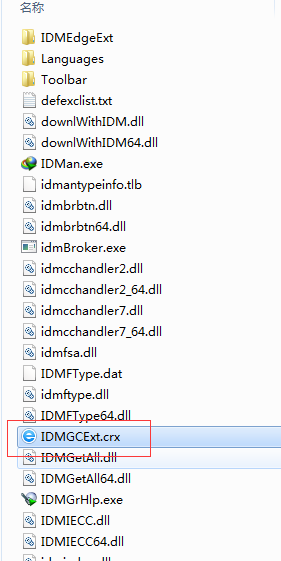 名称
IDMEdgeExt
Languages
Toolbar
defexclist.txt
downlWithIDM.dll
downlWithIDM64.dll
IDMan.exe
idmantypeinfo.tlb
idmbrbtn.dll
idmbrbtn64.dll
idmBroker.exe
idmcchandler2.dll
idmcchandler2_64.dll
idmcchandler7.dll
idmcchandler7_64.dll
idmfsa.dll
IDMFType.dat
idmftype.dll
IDMFType64.dll
IDMGCExt.crx
IDMGetAll.dll
IDMGetAll64.dll
IDMGrHlp.exe
IDMIECC.dll
IDMIECC64.dll